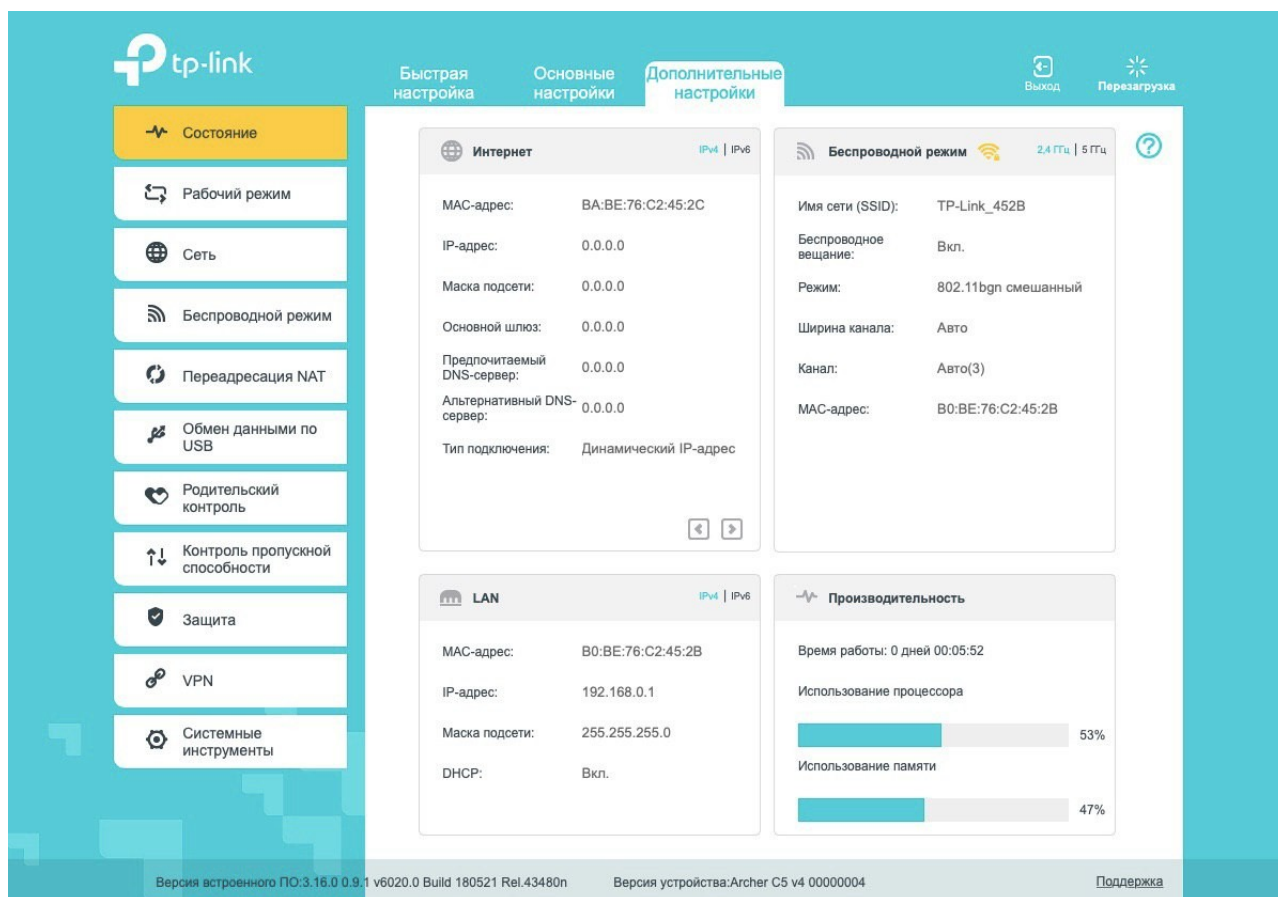 tp-link
Быстрая
настройка
Основные
настройки
Дополнительные
настройки
Выход
Перезагрузка
Состояние
Рабочий режим
Сеть
Беспроводной режим
Переадресация NAT
Обмен данными по
USB
Родительский
контроль
Контроль пропускной
способности
Защита
VPN
Системные
инструменты
Интернет
IPv4 | IPv6
MAC-адрес: BA:BE:76:C2:45:2C
IP-адрес: 0.0.0.0
Маска подсети: 0.0.0.0
Основной шлюз: 0.0.0.0
Предпочитаемый
DNS-сервер: 0.0.0.0
Альтернативный DNS-
сервер: 0.0.0.0
Тип подключения: Динамический IP-адрес
Беспроводной режим
2,4 ГГц | 5 ГГц
Имя сети (SSID): TP-Link_452B
Беспроводное
вещание: Вкл.
Режим: 802.11bgn смешанный
Ширина канала: Авто
Канал: Авто(3)
MAC-адрес: B0:BE:76:C2:45:2B
LAN
IPv4 | IPv6
MAC-адрес: B0:BE:76:C2:45:2B
IP-адрес: 192.168.0.1
Маска подсети: 255.255.255.0
DHCP: Вкл.
Производительность
Время работы: 0 дней 00:05:52
Использование процессора
53%
Использование памяти
47%
Версия встроенного ПО:3.16.0 0.9.1 v6020.0 Build 180521 Rel.43480n
Версия устройства:Archer C5 v4 00000004
Поддержка